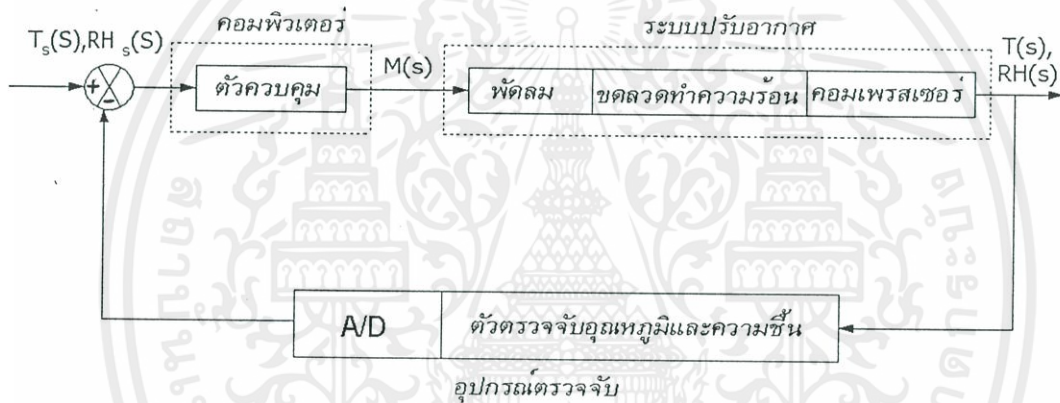 คอมพิวเตอร์
ระบบปรับอากาศ
Tₛ(S),RH ₛ(S)
T(s),
RH(s)
M(s)
+
-
ตัวควบคุม
พัดลม
ขดลวดทำความร้อน
คอมเพรสเซอร์
A/D
ตัวตรวจจับอุณหภูมิและความชื้น
อุปกรณ์ตรวจจับ